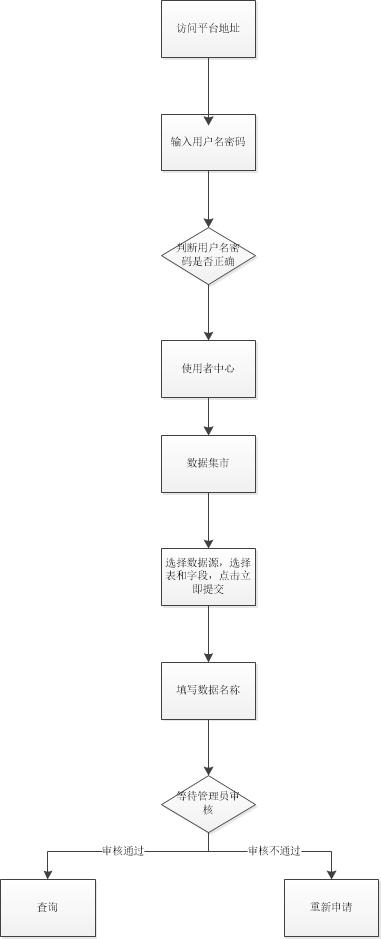 访问平台地址
输入用户名密码
判断用户名密
码是否正确
使用者中心
数据集市
选择数据源，选择
表和字段，点击立
即提交
填写数据名称
等待管理员审
核
审核通过
审核不通过
查询
重新申请